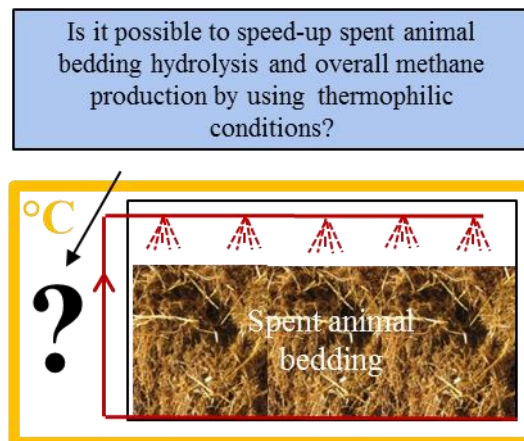 Is it possible to speed-up spent animal
bedding hydrolysis and overall methane
production by using thermophilic
conditions?
°C
?
Spent animal
bedding